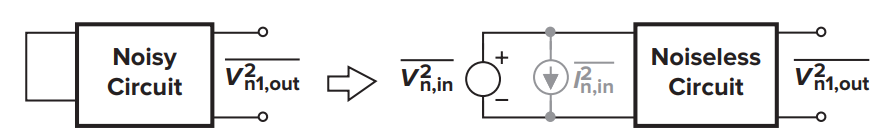 Noisy
Circuit
V²n1,out
V²n,in
+
−
I²n,in
Noiseless
Circuit
V²n1,out